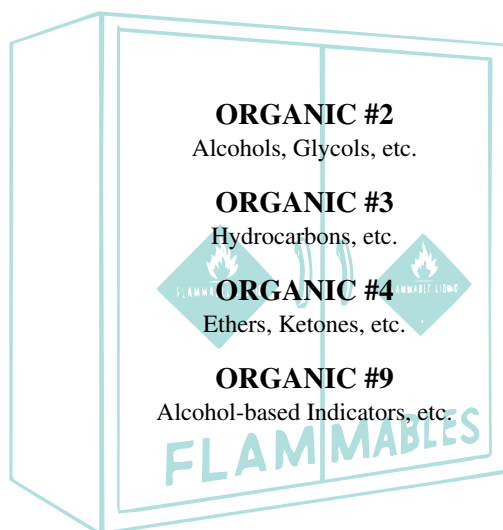 ORGANIC #2
Alcohols, Glycols, etc.
ORGANIC #3
Hydrocarbons, etc.
ORGANIC #4
Ethers, Ketones, etc.
ORGANIC #9
Alcohol-based Indicators, etc.
FLAMMABLES